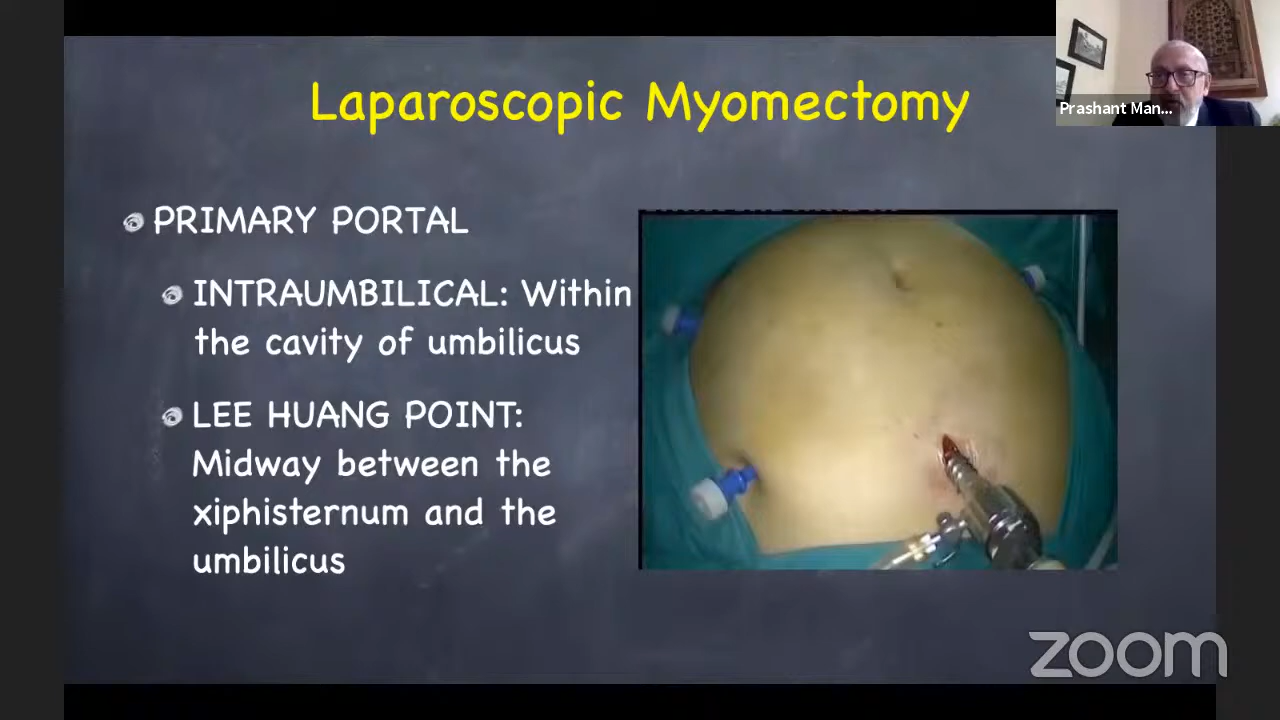 Laparoscopic Myomectomy
Prashant Man...
PRIMARY PORTAL
INTRAUMBILICAL: Within
the cavity of umbilicus
LEE HUANG POINT:
Midway between the
xiphisternum and the
umbilicus
zoom